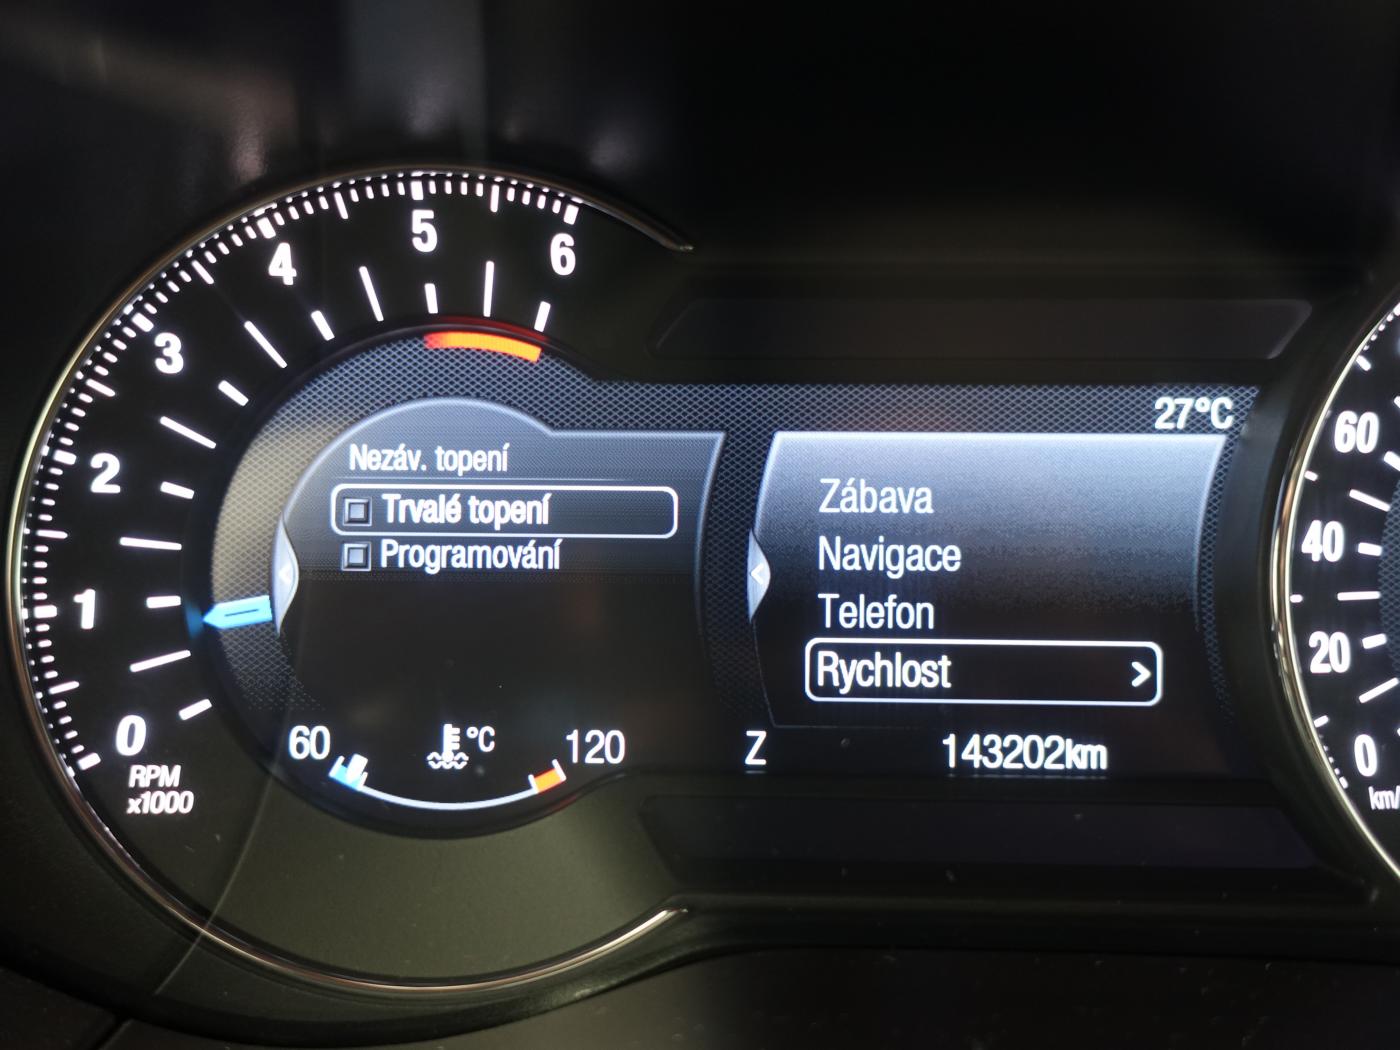 6
5
4
3
2
1
0
RPM
x1000
Nezáv. topení
Trvalé topení
Programování
60
°C
120
27°C
Zábava
Navigace
Telefon
Rychlost >
Z
143202km
60
40
20
0
km/